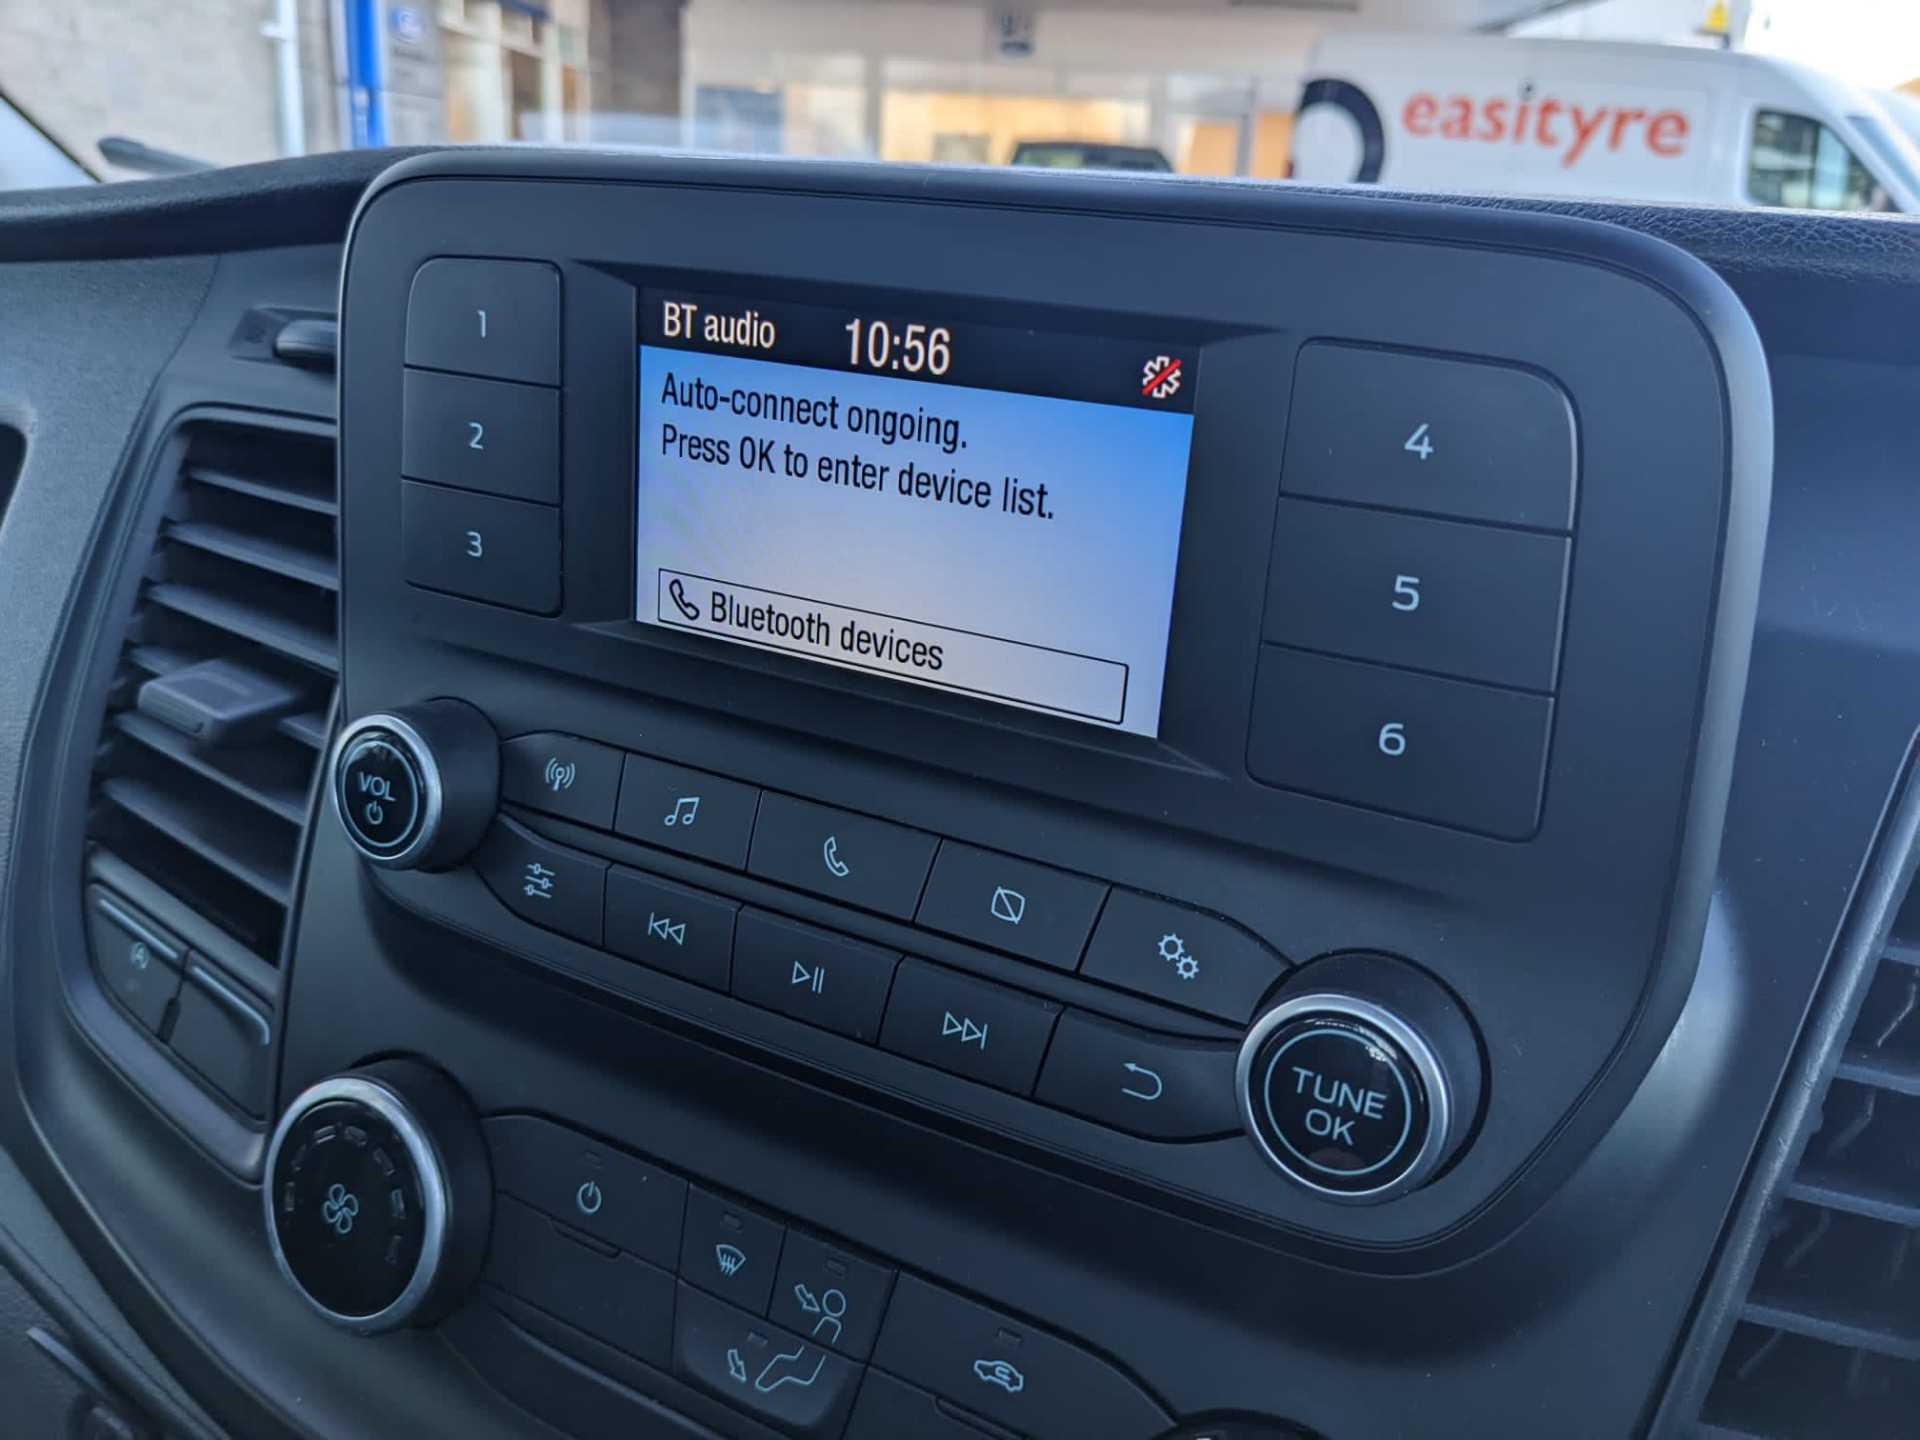 easityre
BT audio 10:56
Auto-connect ongoing.
Press OK to enter device list.
Bluetooth devices
1
2
3
4
5
6
VOL
TUNE
OK